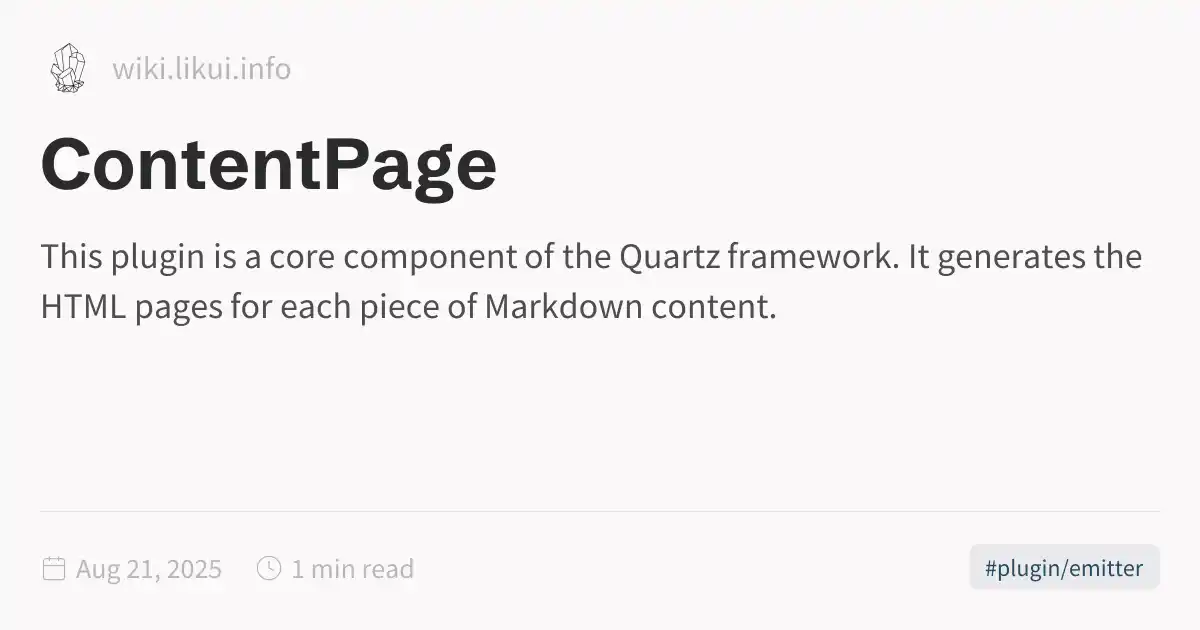 wiki.likui.info
ContentPage
This plugin is a core component of the Quartz framework. It generates the
HTML pages for each piece of Markdown content.
Aug 21, 2025
1 min read
#plugin/emitter